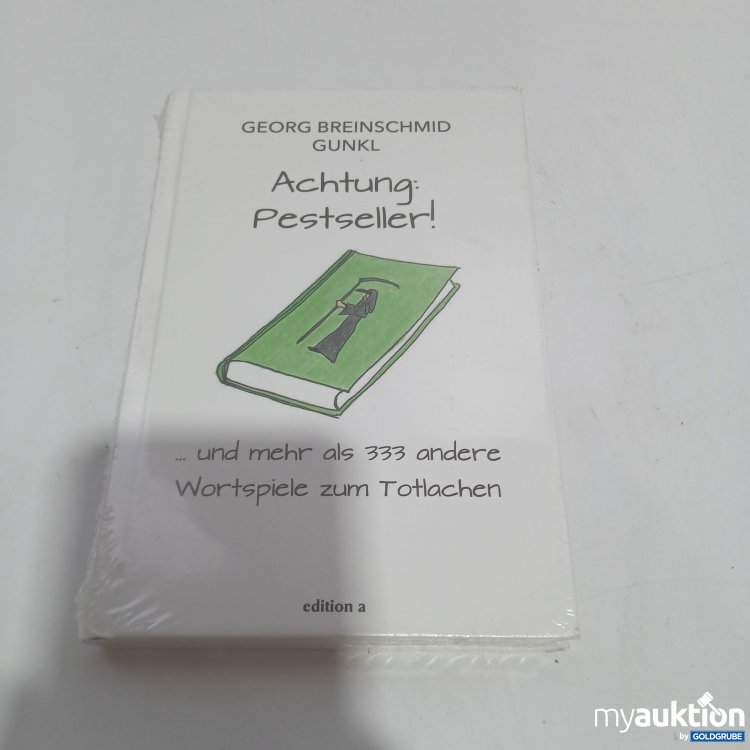 GEORG BREINSCHMID
GUNKL
Achtung:
Pestseller!
... und mehr als 333 andere
Wortspiele zum Totlachen
edition a
myauktion
by GOLDGRUBE